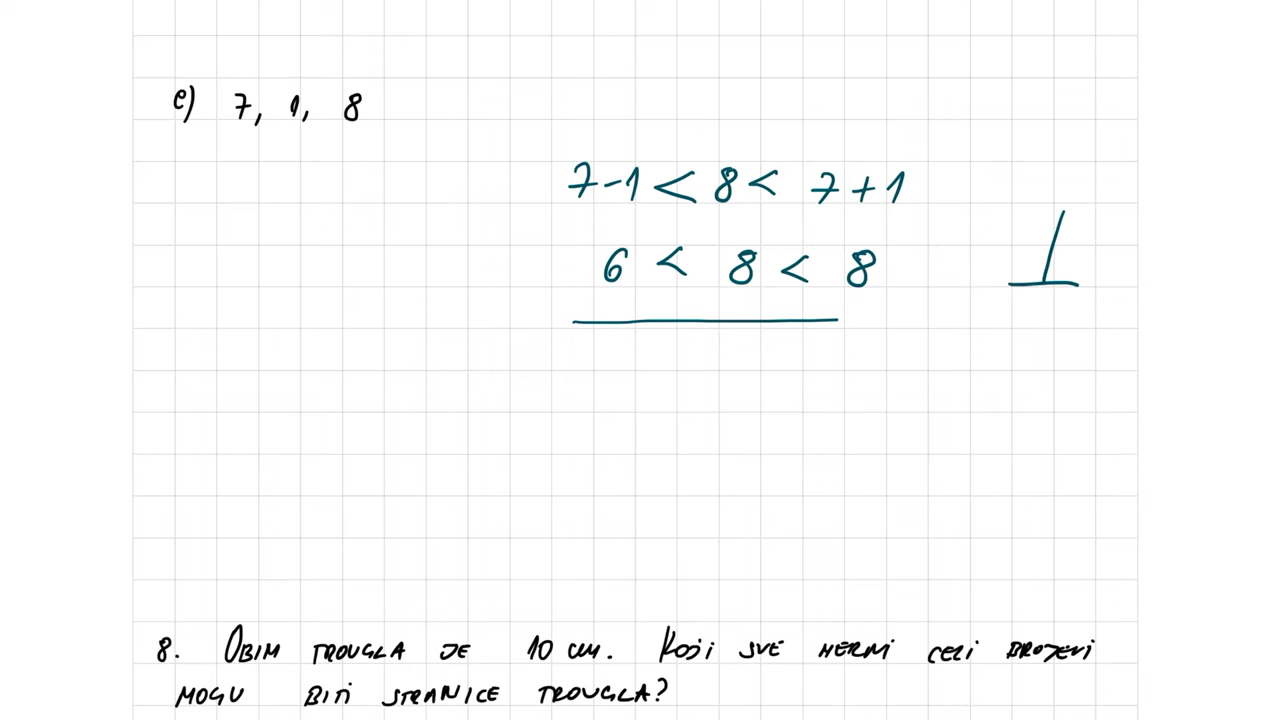 e) 7, 1, 8
7-1 < 8 < 7+1
6 < 8 < 8
⊥
8. OBIM TROUGLA JE 10 cm. KOJI SVE MERNI CELI BROJEVI
MOGU BITI STRANICE TROUGLA?